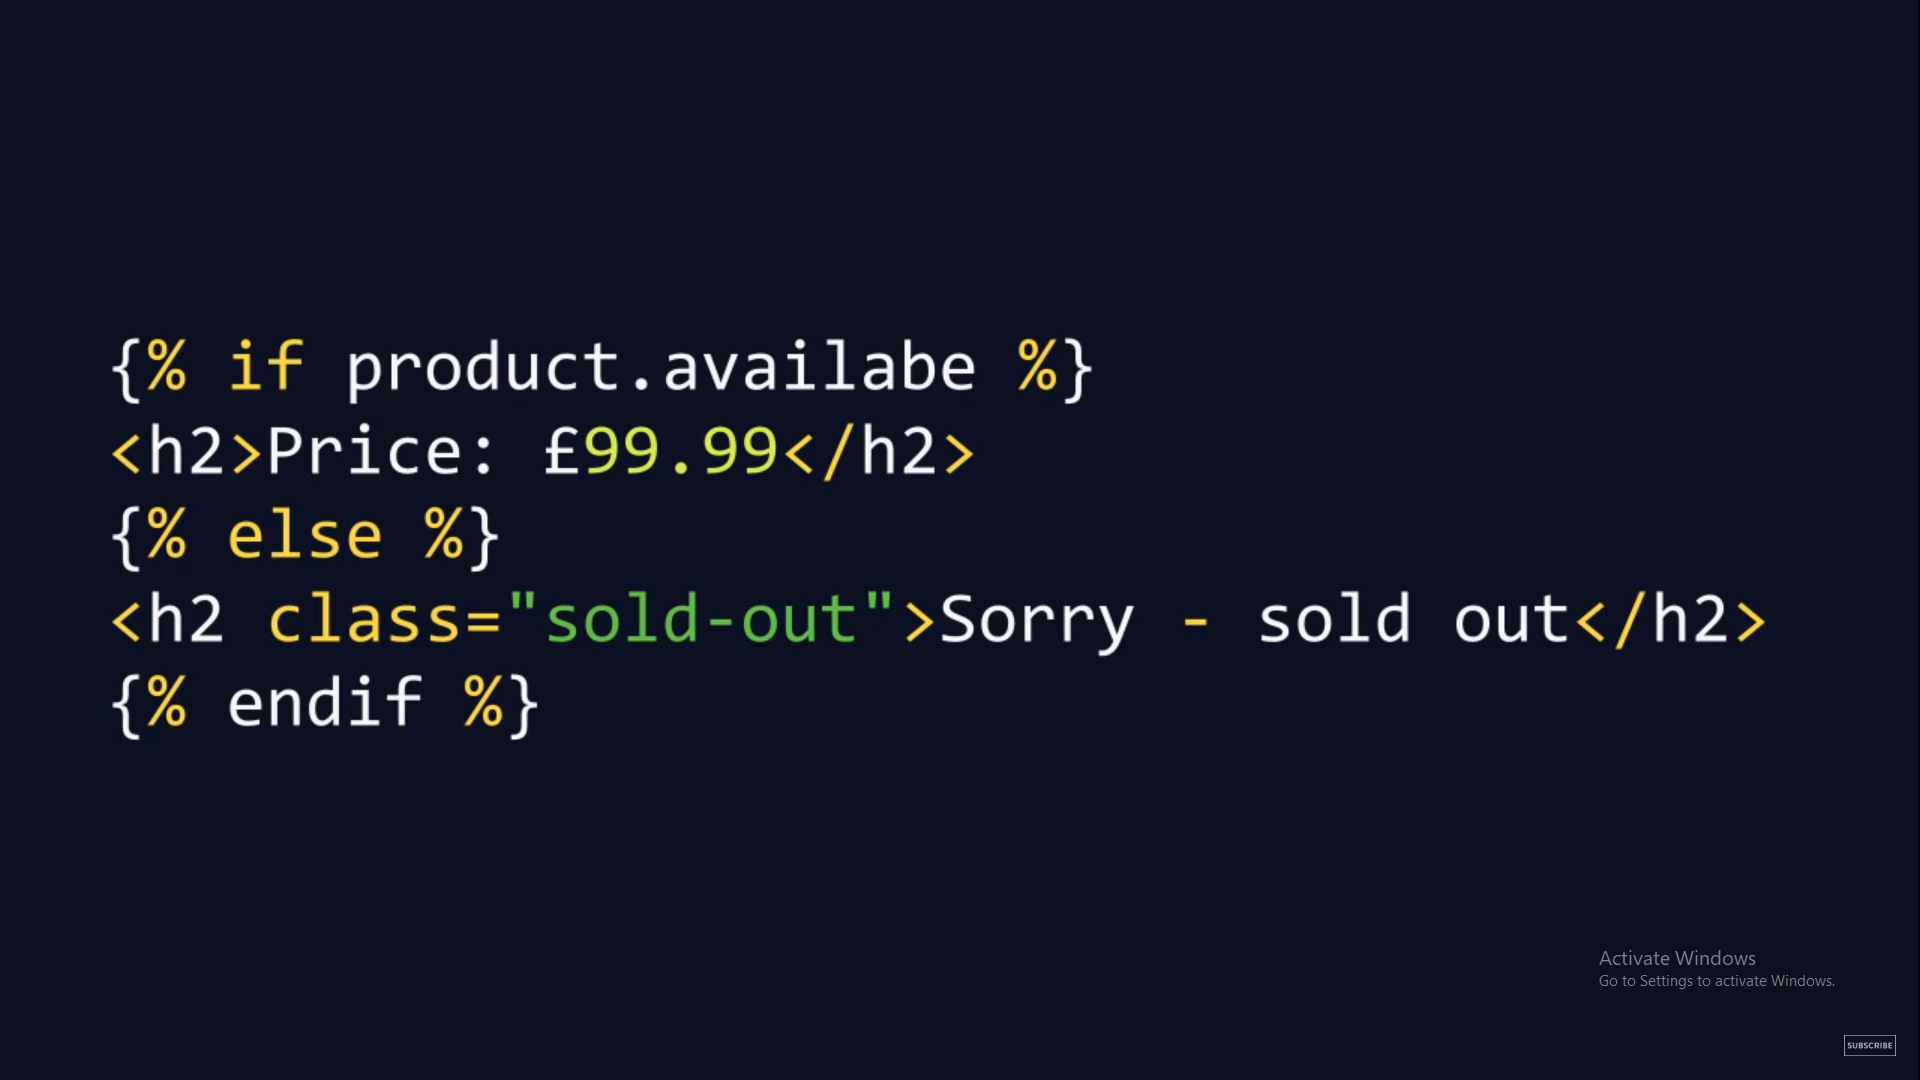 {% if product.availabe %}
<h2>Price: £99.99</h2>
{% else %}
<h2 class="sold-out">Sorry - sold out</h2>
{% endif %}
Activate Windows
Go to Settings to activate Windows.
SUBSCRIBE